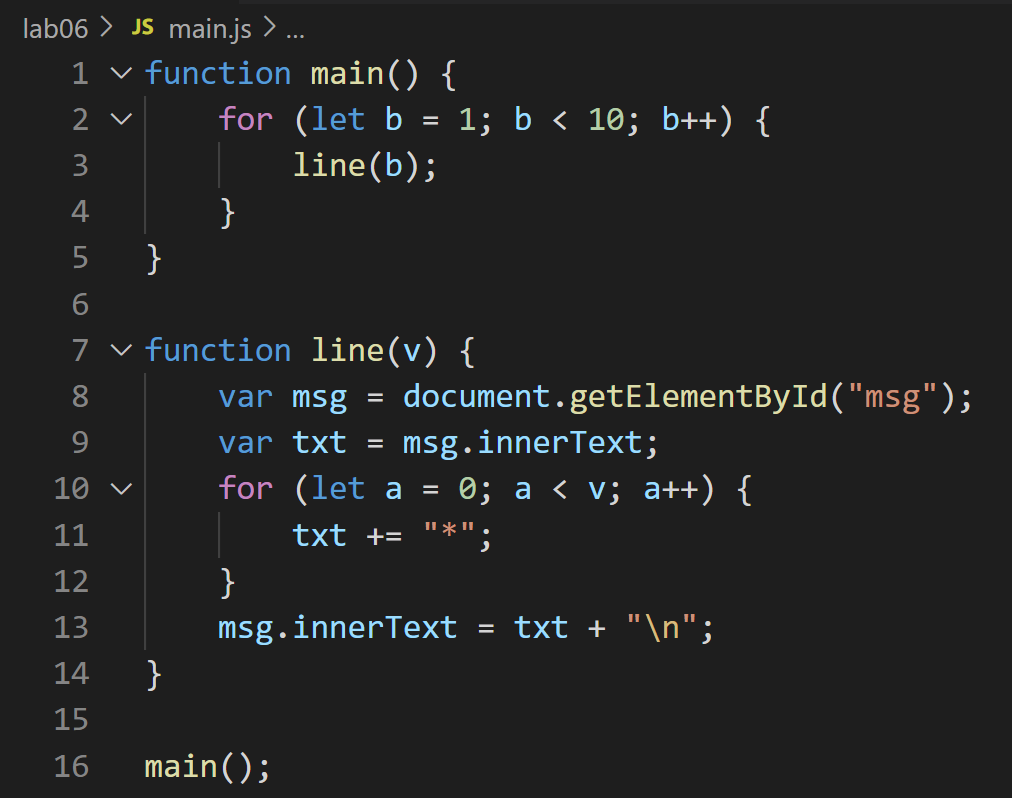 lab06 > JS main.js > ...
1 function main() {
2     for (let b = 1; b < 10; b++) {
3         line(b);
4     }
5 }
6
7 function line(v) {
8     var msg = document.getElementById("msg");
9     var txt = msg.innerText;
10     for (let a = 0; a < v; a++) {
11         txt += "*";
12     }
13     msg.innerText = txt + "\n";
14 }
15
16 main();